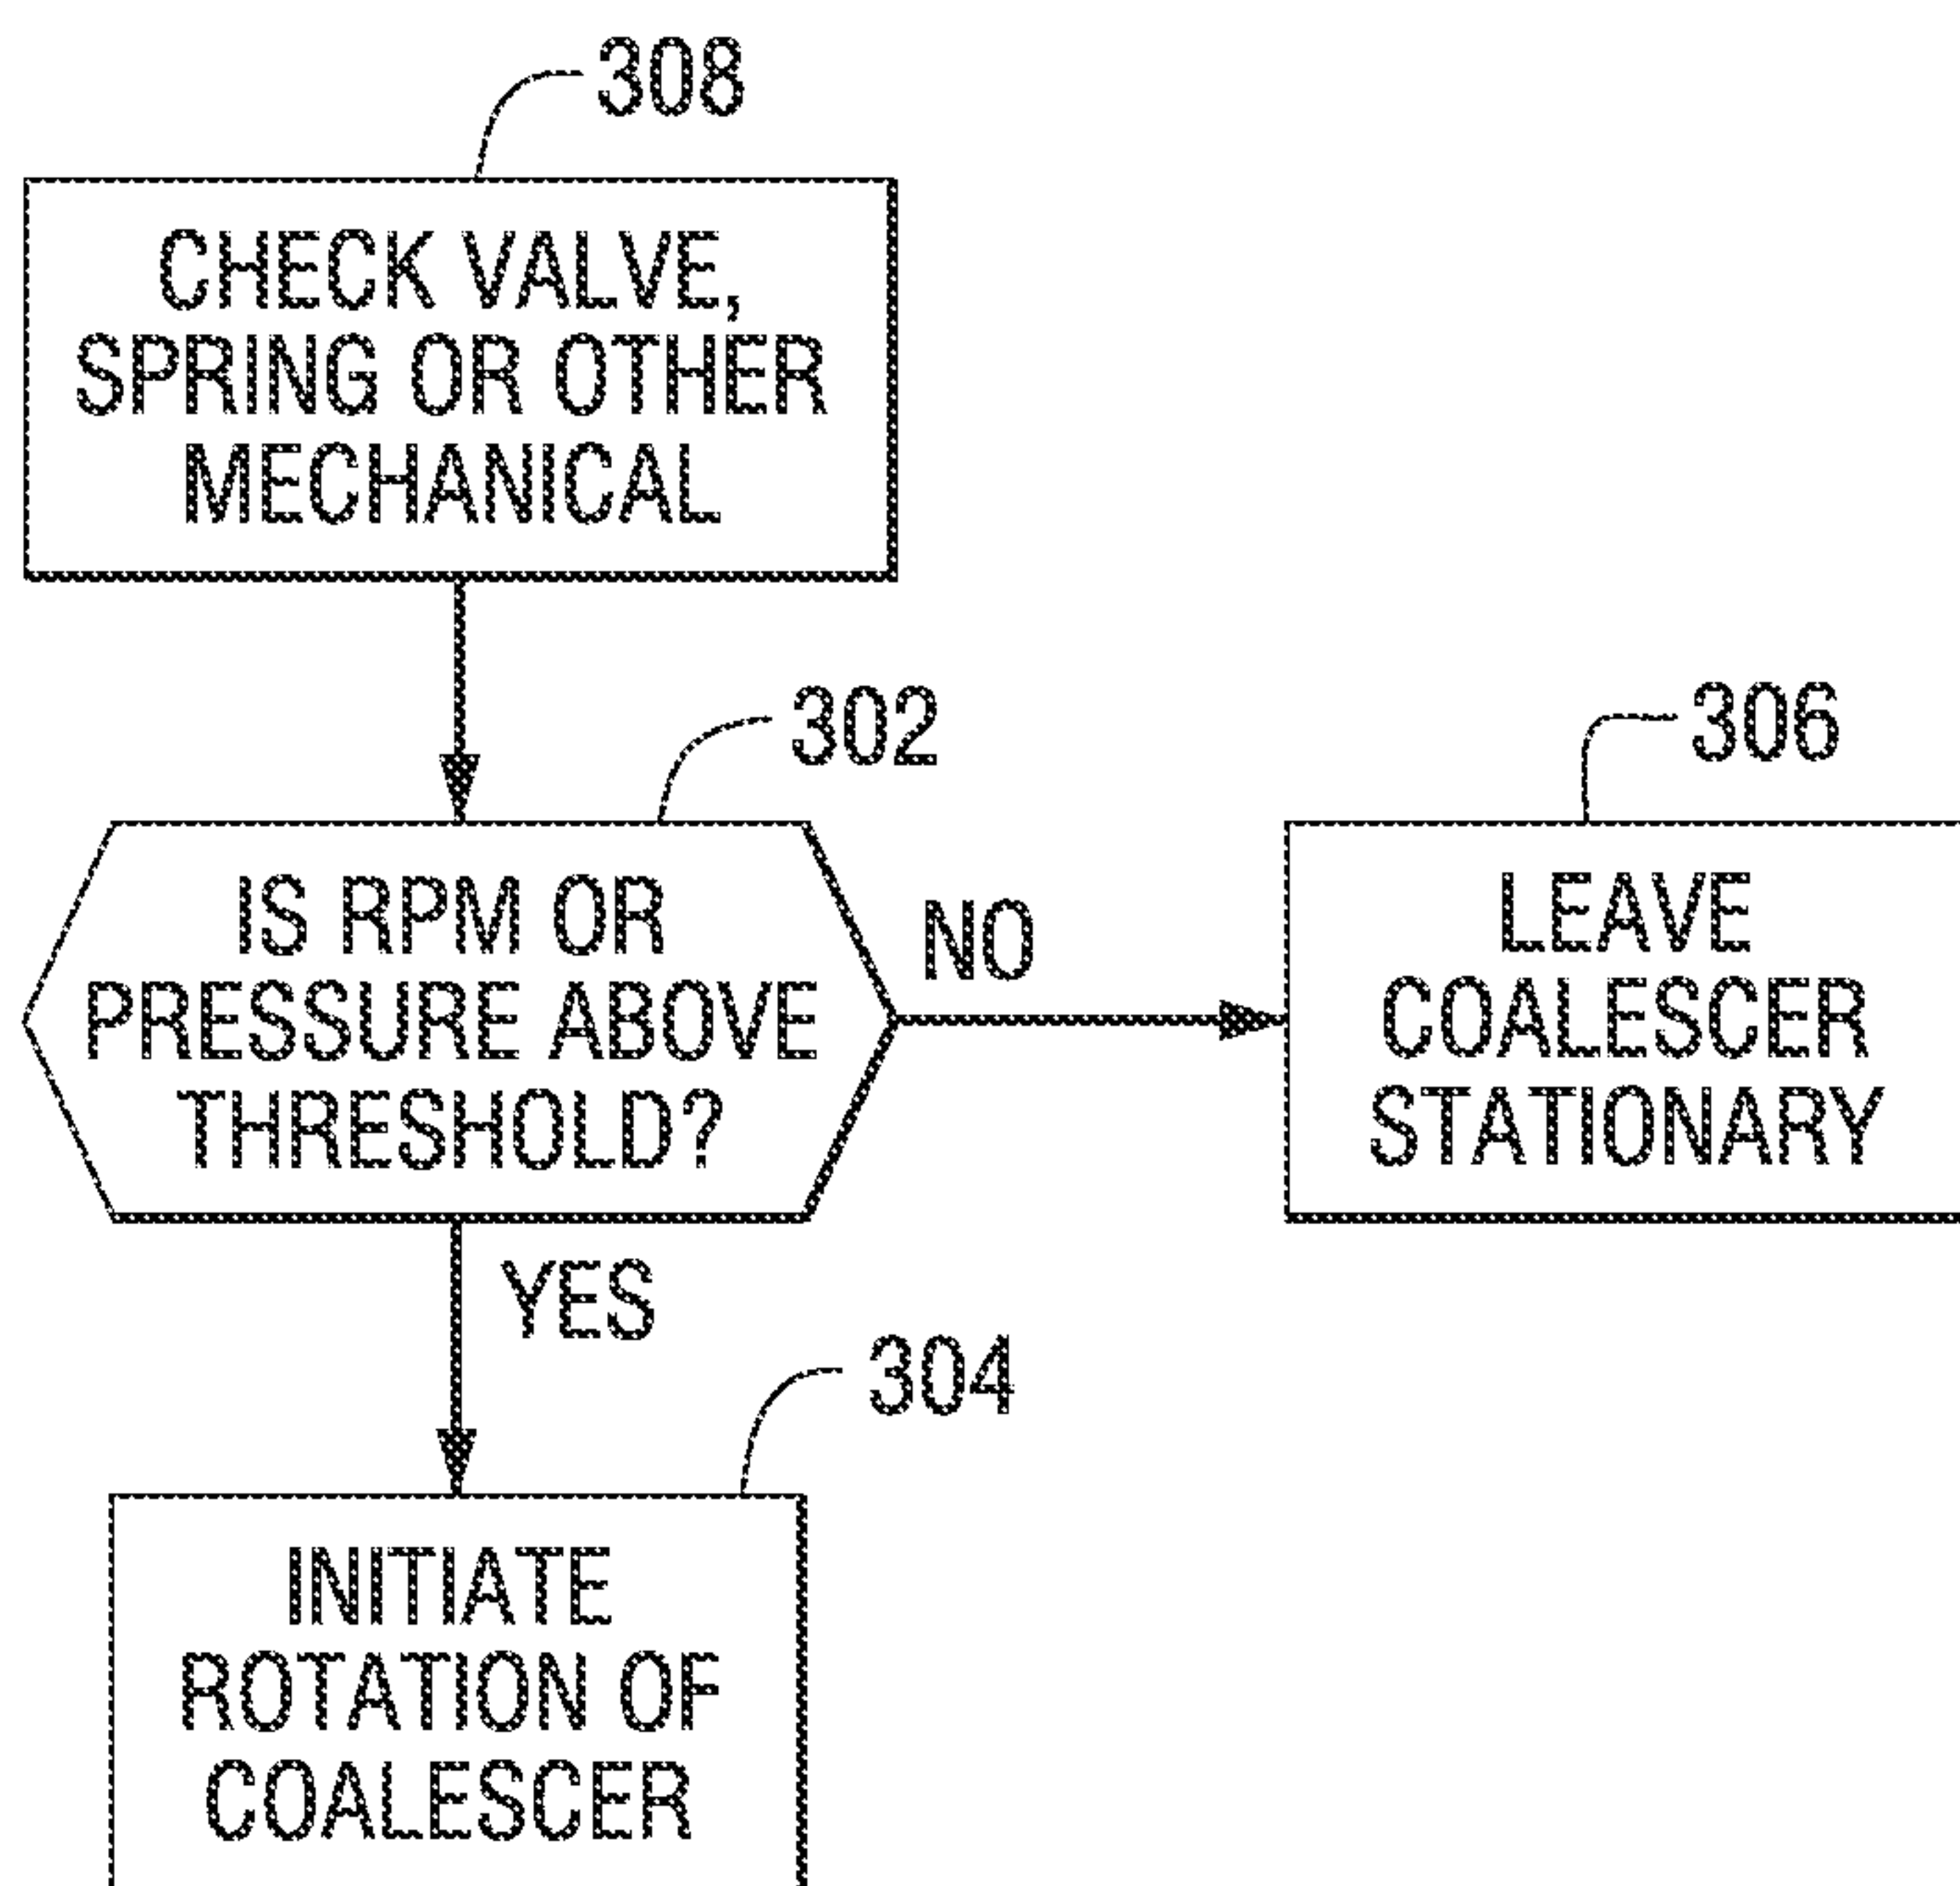 308
CHECK VALVE,
SPRING OR OTHER
MECHANICAL
302
IS RPM OR
PRESSURE ABOVE
THRESHOLD?
NO
306
LEAVE
COALESCER
STATIONARY
YES
304
INITIATE
ROTATION OF
COALESCER